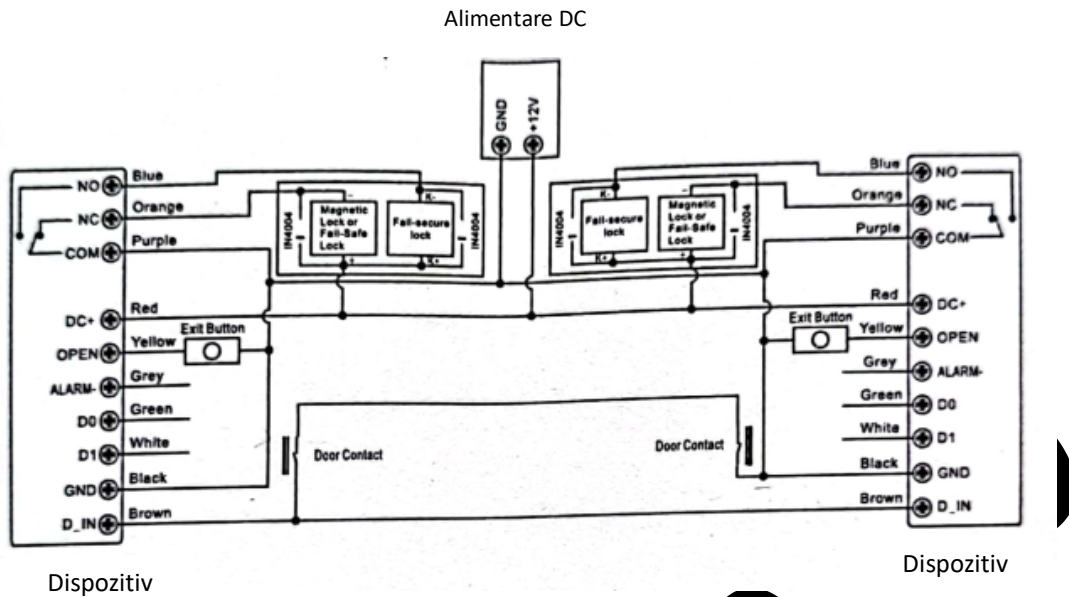 Alimentare DC
GND
+12V
NO
Blue
NC
Orange
COM
Purple
DC+
Red
OPEN
Yellow
Exit Button
ALARM-
Grey
D0
Green
D1
White
GND
Black
D_IN
Brown
IN4004
-
Magnetic
Lock or
Fail-Safe
Lock
+
K-
Fail-secure
lock
K+
IN4004
IN4004
K-
Fail-secure
lock
K+
-
Magnetic
Lock or
Fail-Safe
Lock
+
IN4004
Door Contact
Door Contact
Blue
NO
Orange
NC
Purple
COM
Red
DC+
Exit Button
Yellow
OPEN
Grey
ALARM-
Green
D0
White
D1
Black
GND
Brown
D_IN
Dispozitiv
Dispozitiv